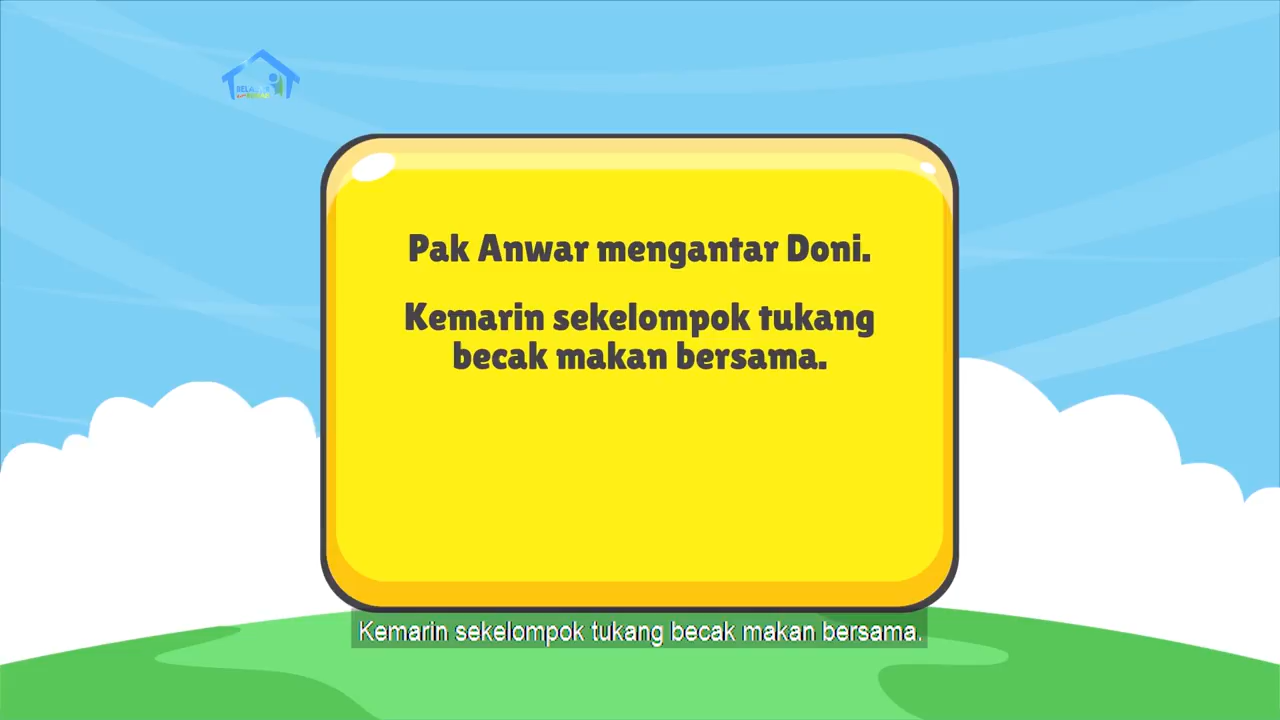 Pak Anwar mengantar Doni.
Kemarin sekelompok tukang
becak makan bersama.
Kemarin sekelompok tukang becak makan bersama.